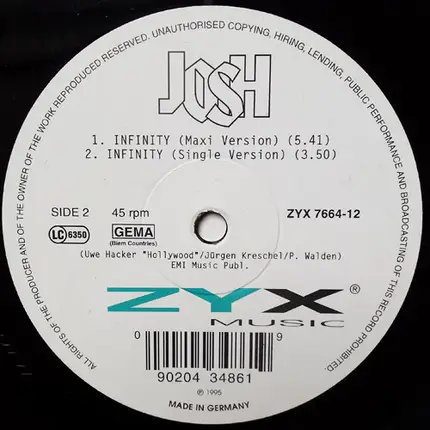 ALL RIGHTS OF THE PRODUCER AND OF THE OWNER OF THE WORK REPRODUCED RESERVED. UNAUTHORISED COPYING, HIRING, LENDING, PUBLIC PERFORMANCE AND BROADCASTING OF THIS RECORD PROHIBITED.
JOSH
1. INFINITY (Maxi Version) (5.41)
2. INFINITY (Single Version) (3.50)
SIDE 2 45 rpm ZYX 7664-12
LC 6350 GEMA
(Biem Countries)
(Uwe Hacker "Hollywood"/Jürgen Kreschel/P. Walden)
EMI Music Publ.
ZYX ®
MUSIC
0 9
90204 34861
℗ 1995
MADE IN GERMANY